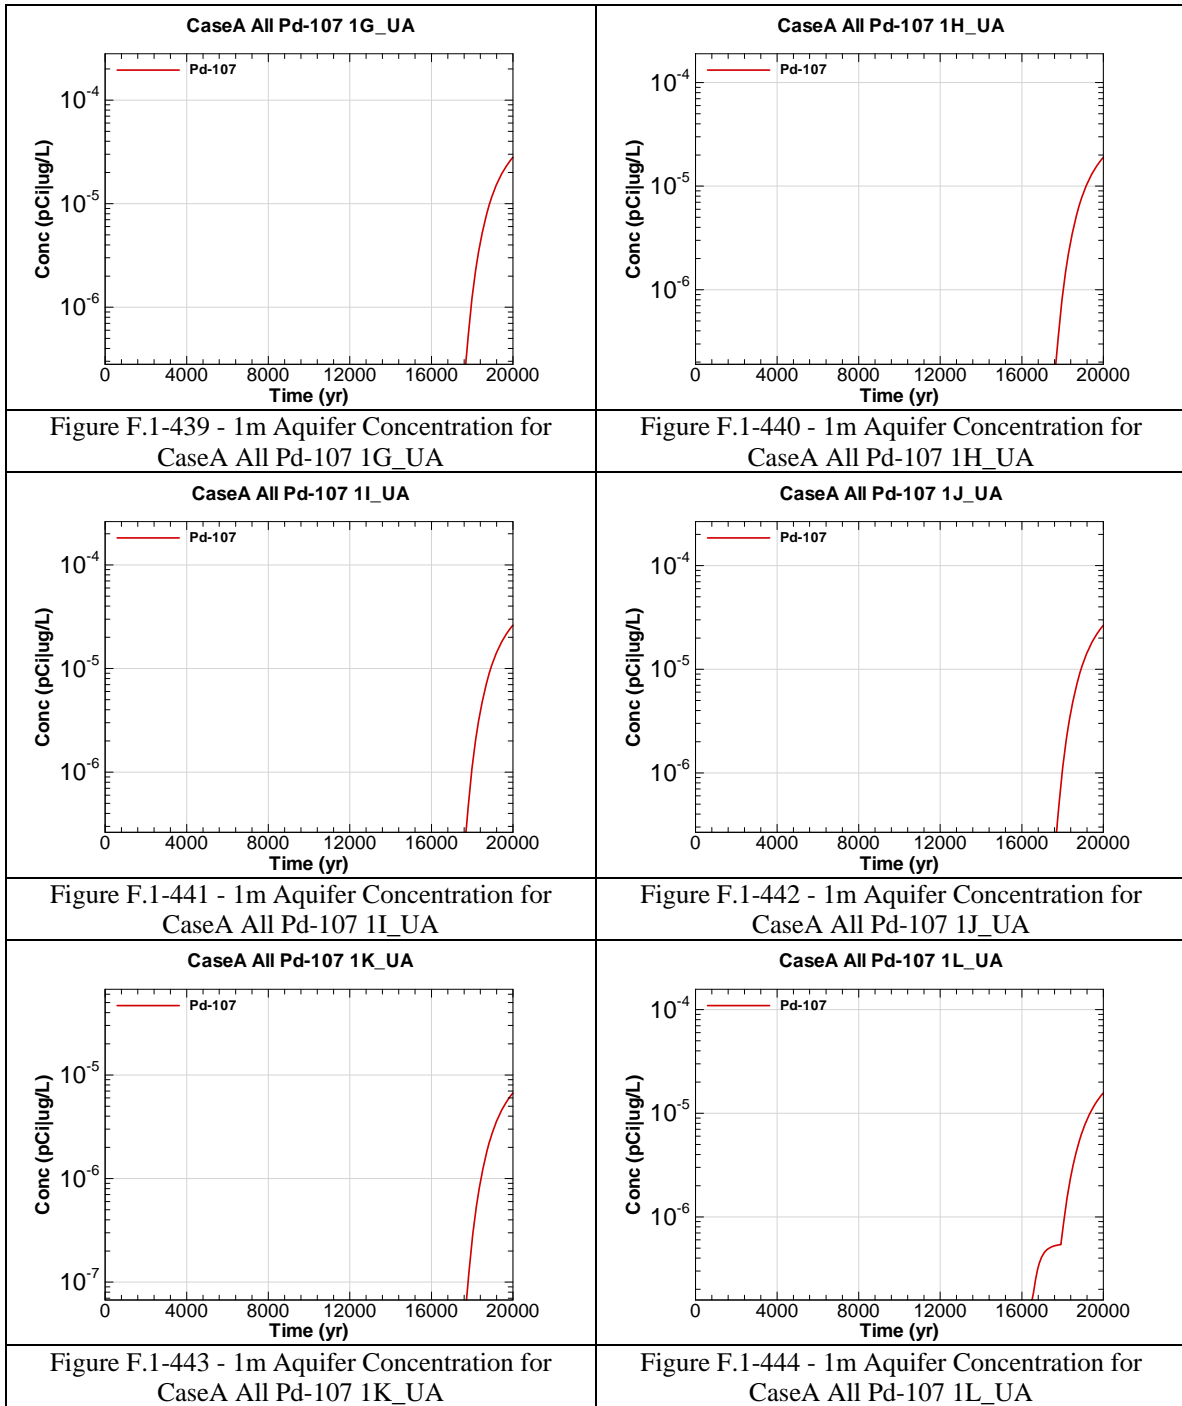 CaseA All Pd-107 1G_UA
Pd-107
10-4
10-5
10-6
Conc (pCi|ug/L)
0 4000 8000 12000 16000 20000
Time (yr)
Figure F.1-439 - 1m Aquifer Concentration for
CaseA All Pd-107 1G_UA
CaseA All Pd-107 1H_UA
Pd-107
10-4
10-5
10-6
Conc (pCi|ug/L)
0 4000 8000 12000 16000 20000
Time (yr)
Figure F.1-440 - 1m Aquifer Concentration for
CaseA All Pd-107 1H_UA
CaseA All Pd-107 1I_UA
Pd-107
10-4
10-5
10-6
Conc (pCi|ug/L)
0 4000 8000 12000 16000 20000
Time (yr)
Figure F.1-441 - 1m Aquifer Concentration for
CaseA All Pd-107 1I_UA
CaseA All Pd-107 1J_UA
Pd-107
10-4
10-5
10-6
Conc (pCi|ug/L)
0 4000 8000 12000 16000 20000
Time (yr)
Figure F.1-442 - 1m Aquifer Concentration for
CaseA All Pd-107 1J_UA
CaseA All Pd-107 1K_UA
Pd-107
10-5
10-6
10-7
Conc (pCi|ug/L)
0 4000 8000 12000 16000 20000
Time (yr)
Figure F.1-443 - 1m Aquifer Concentration for
CaseA All Pd-107 1K_UA
CaseA All Pd-107 1L_UA
Pd-107
10-4
10-5
10-6
Conc (pCi|ug/L)
0 4000 8000 12000 16000 20000
Time (yr)
Figure F.1-444 - 1m Aquifer Concentration for
CaseA All Pd-107 1L_UA